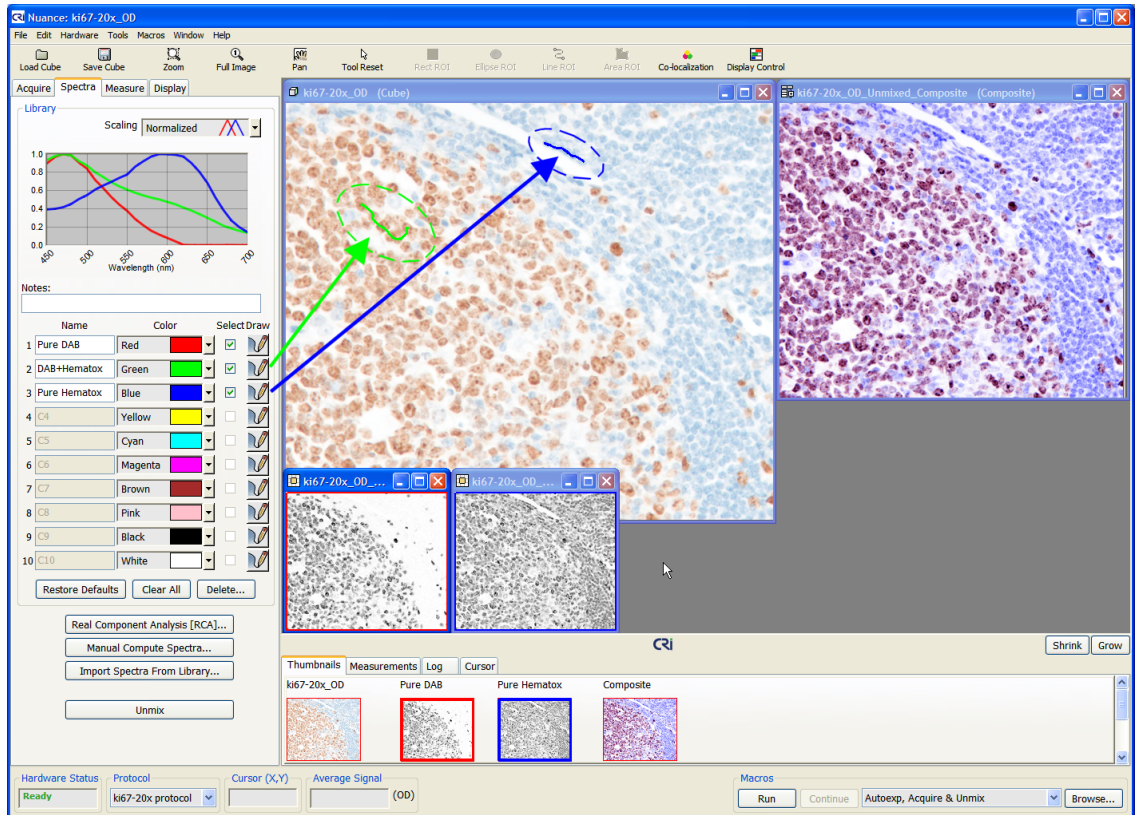 CRi Nuance: ki67-20x_OD
File Edit Hardware Tools Macros Window Help
Load Cube Save Cube Zoom Full Image Pan Tool Reset Rect ROI Ellipse ROI Line ROI Area ROI Co-localization Display Control
Acquire Spectra Measure Display
Library
Scaling Normalized
1.0
0.8
0.6
0.4
0.2
0.0
450 500 550 600 650 700
Wavelength (nm)
Notes:
Name Color Select Draw
1 Pure DAB Red
2 DAB+Hematox Green
3 Pure Hematox Blue
4 C4 Yellow
5 C5 Cyan
6 C6 Magenta
7 C7 Brown
8 C8 Pink
9 C9 Black
10 C10 White
Restore Defaults Clear All Delete...
Real Component Analysis [RCA]...
Manual Compute Spectra...
Import Spectra From Library...
Unmix
ki67-20x_OD (Cube)
ki67-20x_OD_Unmixed_Composite (Composite)
ki67-20x_OD_...
ki67-20x_OD_...
CRi
Shrink Grow
Thumbnails Measurements Log Cursor
ki67-20x_OD Pure DAB Pure Hematox Composite
Hardware Status Protocol Cursor (X,Y) Average Signal Macros
Ready ki67-20x protocol (OD) Run Continue Autoexp, Acquire & Unmix Browse...